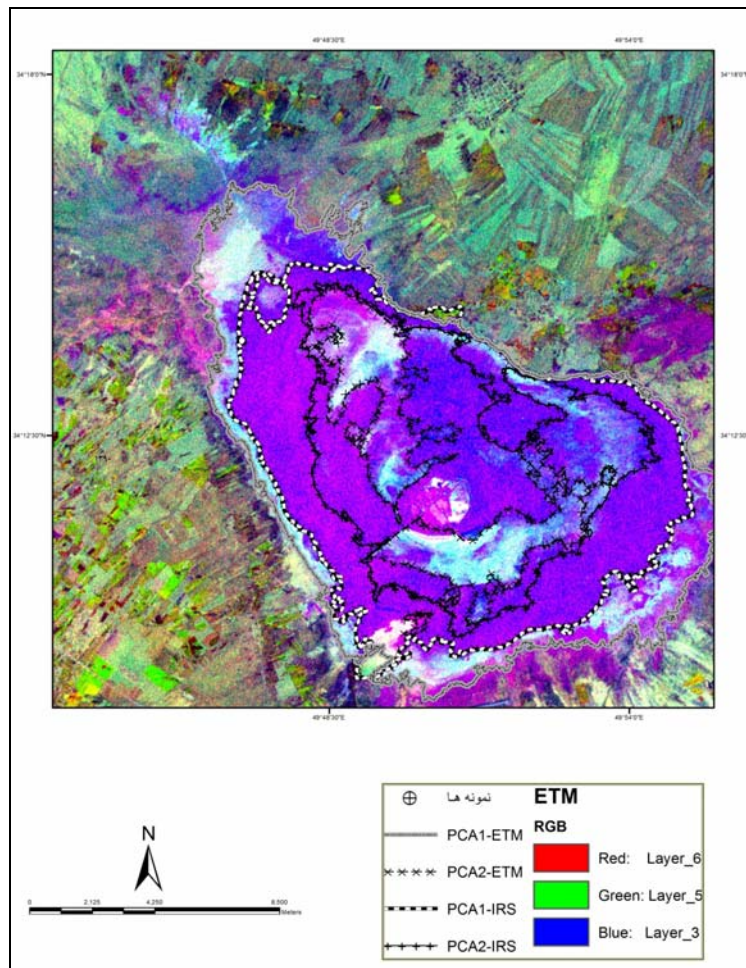 49°48'30"E 49°54'0"E
34°18'0"N 34°18'0"N
34°12'30"N 34°12'30"N
49°48'30"E 49°54'0"E
N
0 2,125 4,250 8,500
Meters
نمونه ها
PCA1-ETM
PCA2-ETM
PCA1-IRS
PCA2-IRS
ETM
RGB
Red: Layer_6
Green: Layer_5
Blue: Layer_3